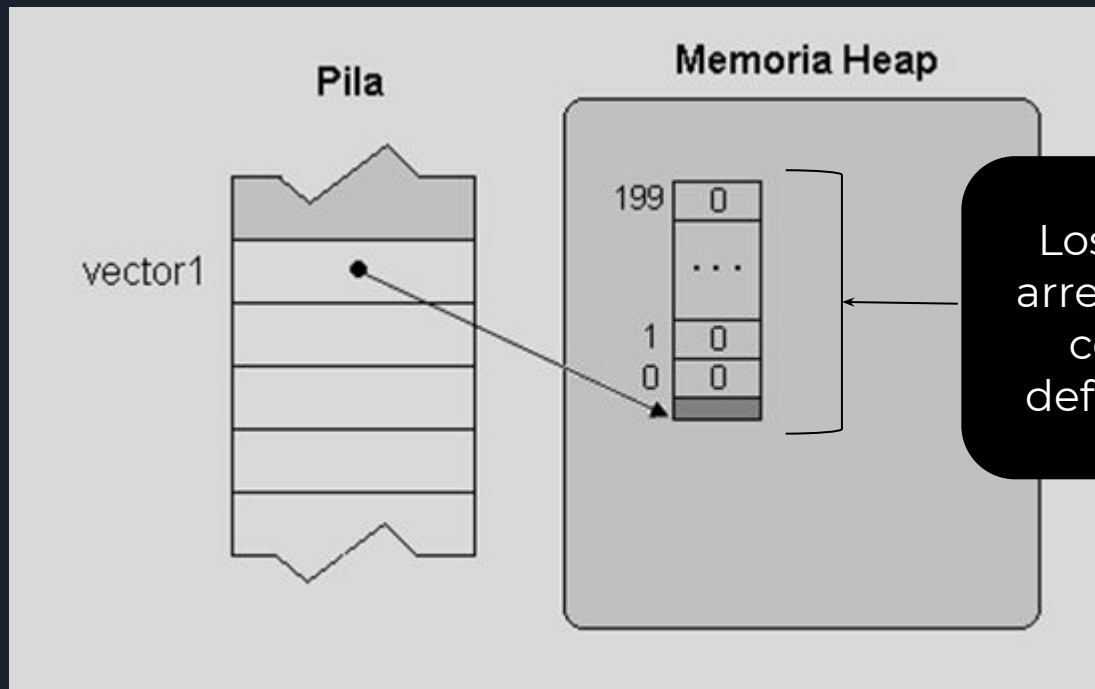 Pila
Memoria Heap
vector1
199 0
...
1 0
0 0
Los
arre
co
def